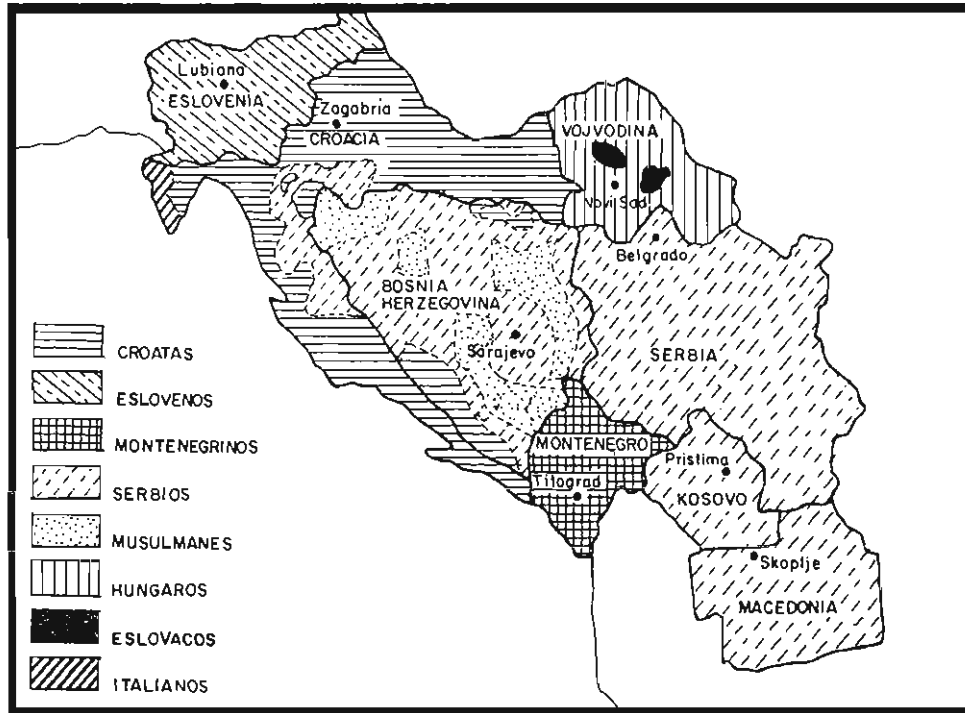 Lubiana
ESLOVENIA
Zagabria
CROACIA
VOJVODINA
Novi Sad
Belgrado
BOSNIA
HERZEGOVINA
Sarajevo
SERBIA
MONTENEGRO
Titograd
Pristima
KOSOVO
Skoplje
MACEDONIA
CROATAS
ESLOVENOS
MONTENEGRINOS
SERBIOS
MUSULMANES
HUNGAROS
ESLOVACOS
ITALIANOS